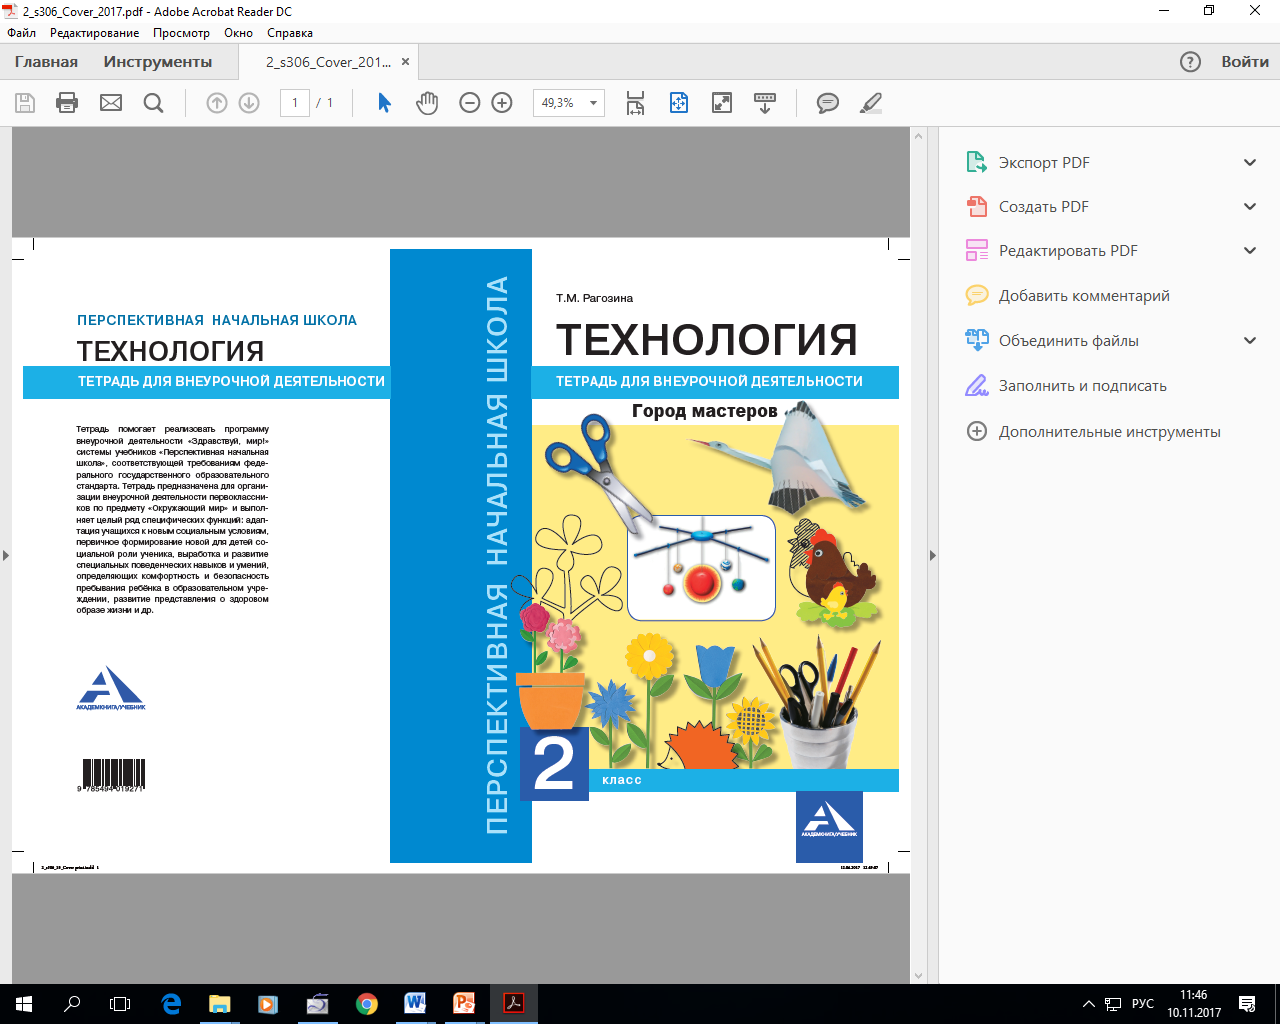 2_s306_Cover_2017.pdf - Adobe Acrobat Reader DC
Файл Редактирование Просмотр Окно Справка
Главная Инструменты 2_s306_Cover_201... × Войти
1 / 1 49,3%
Экспорт PDF
Создать PDF
Редактировать PDF
Добавить комментарий
Объединить файлы
Заполнить и подписать
Дополнительные инструменты
ПЕРСПЕКТИВНАЯ НАЧАЛЬНАЯ ШКОЛА
ТЕХНОЛОГИЯ
ТЕТРАДЬ ДЛЯ ВНЕУРОЧНОЙ ДЕЯТЕЛЬНОСТИ
Тетрадь помогает реализовать программу
внеурочной деятельности «Здравствуй, мир!»
системы учебников «Перспективная начальная
школа», соответствующей требованиям феде-
рального государственного образовательного
стандарта. Тетрадь предназначена для органи-
зации внеурочной деятельности первоклассни-
ков по предмету «Окружающий мир» и выпол-
няет целый ряд специфических функций: адап-
тация учащихся к новым социальным условиям,
первичное формирование новой для детей со-
циальной роли ученика, выработка и развитие
специальных поведенческих навыков и умений,
определяющих комфортность и безопасность
пребывания ребёнка в образовательном учре-
ждении, развитие представления о здоровом
образе жизни и др.
АКАДЕМКНИГА/УЧЕБНИК
9 785494 019271
ПЕРСПЕКТИВНАЯ НАЧАЛЬНАЯ ШКОЛА
Т.М. Рагозина
ТЕХНОЛОГИЯ
ТЕТРАДЬ ДЛЯ ВНЕУРОЧНОЙ ДЕЯТЕЛЬНОСТИ
Город мастеров
2
класс
АКАДЕМКНИГА/УЧЕБНИК
РУС
11:46
10.11.2017